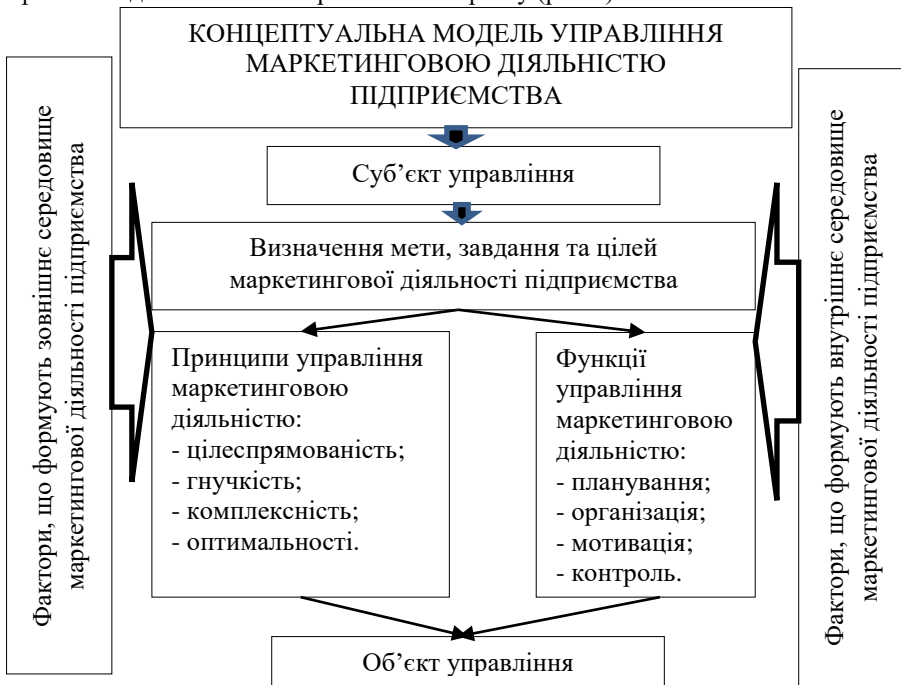 КОНЦЕПТУАЛЬНА МОДЕЛЬ УПРАВЛІННЯ
МАРКЕТИНГОВОЮ ДІЯЛЬНІСТЮ
ПІДПРИЄМСТВА
Фактори, що формують зовнішнє середовище
маркетингової діяльності підприємства
Суб’єкт управління
Визначення мети, завдання та цілей
маркетингової діяльності підприємства
Принципи управління
маркетинговою
діяльністю:
- цілеспрямованість;
- гнучкість;
- комплексність;
- оптимальності.
Функції
управління
маркетинговою
діяльністю:
- планування;
- організація;
- мотивація;
- контроль.
Фактори, що формують внутрішнє середовище
маркетингової діяльності підприємства
Об’єкт управління